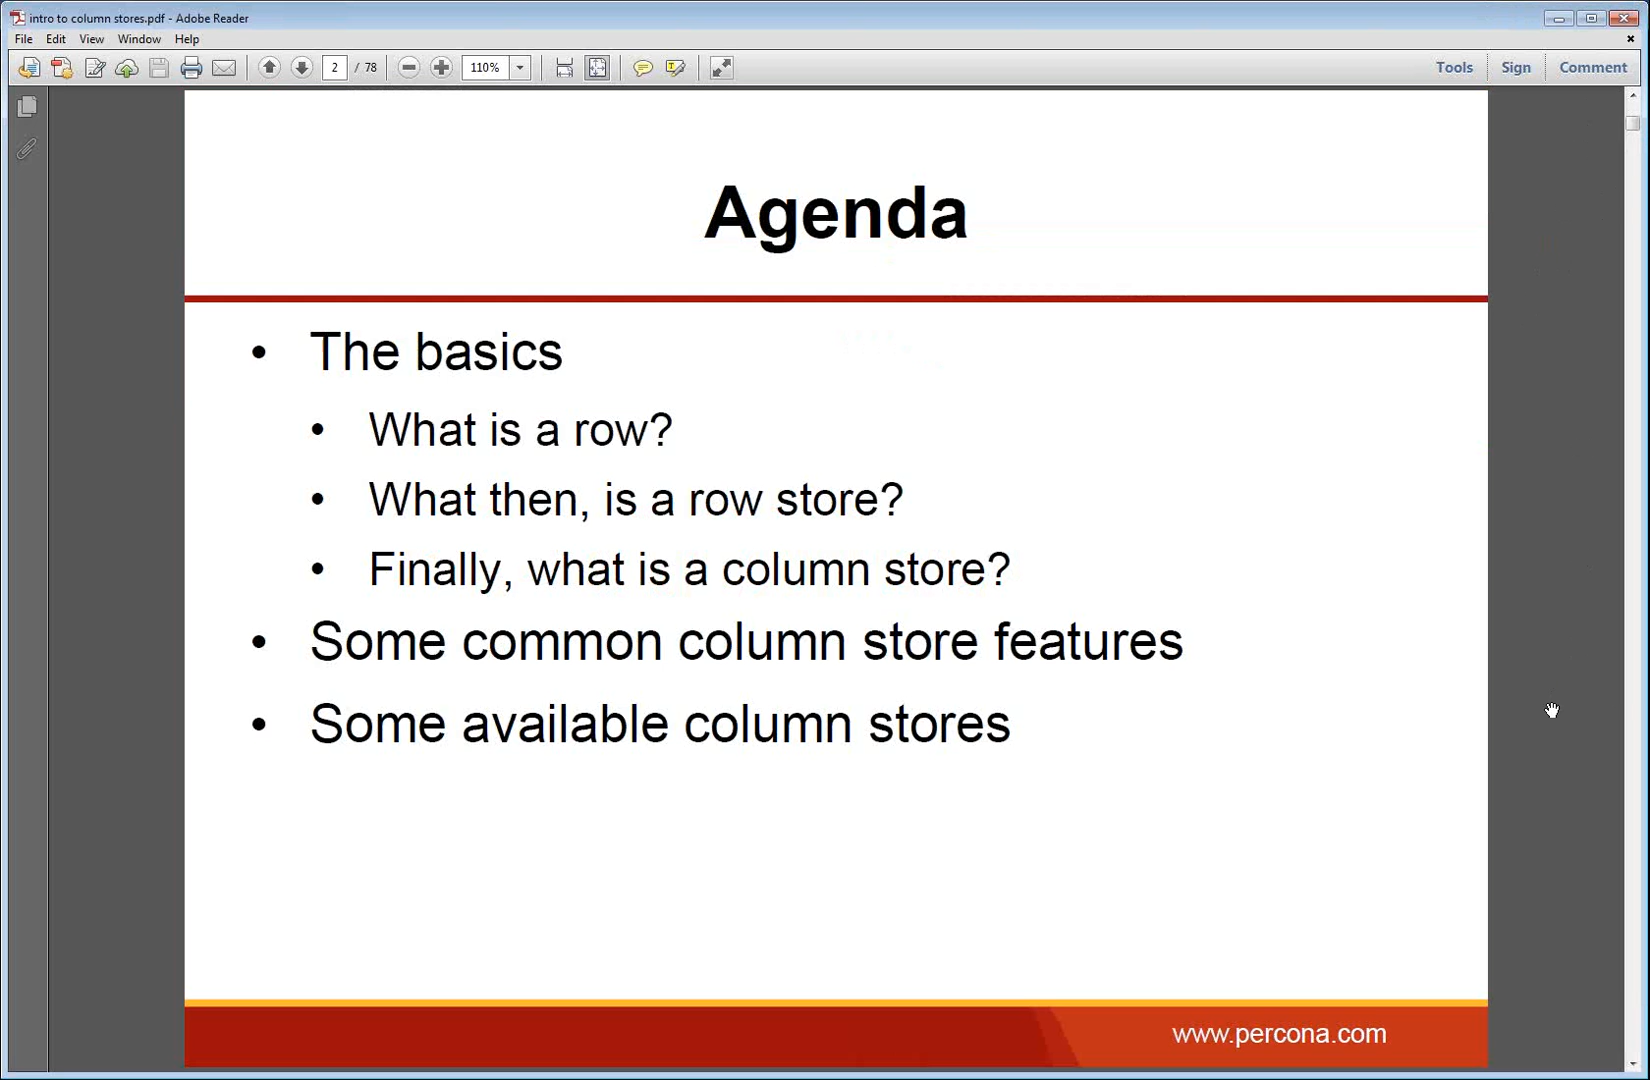 intro to column stores.pdf - Adobe Reader
File Edit View Window Help
2 / 78 110% Tools Sign Comment
Agenda
• The basics
• What is a row?
• What then, is a row store?
• Finally, what is a column store?
• Some common column store features
• Some available column stores
www.percona.com